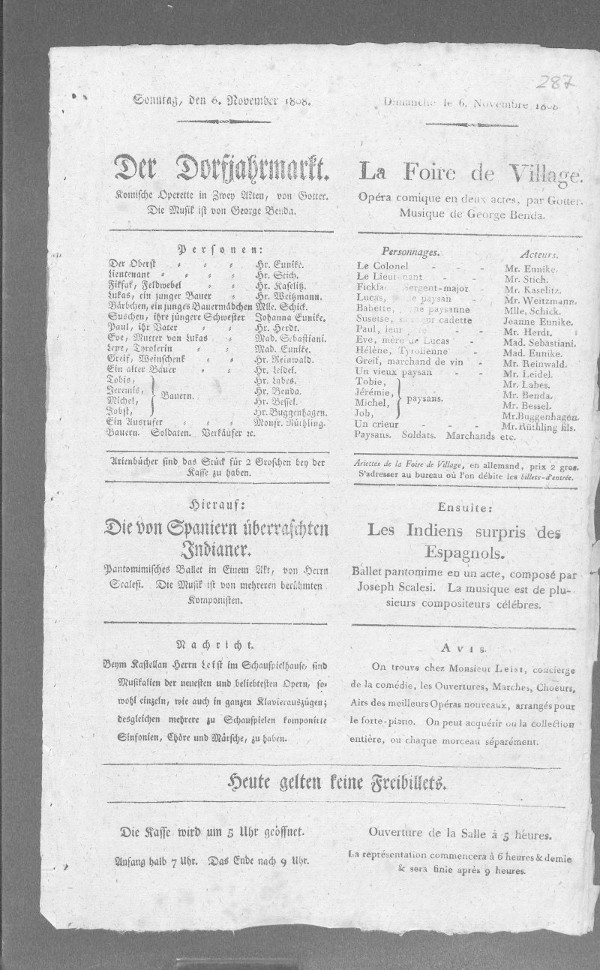 287
Sonntag, den 6. November 1808.
Der Dorfjahrmarkt.
Komische Operette in Zwey Akten, von Gotter.
Die Musik ist von George Benda.
Personen:
Der Oberst „ „ „ Hr. Eunike.
Lieutenant „ „ „ Hr. Stich.
Fiksak, Feldwebel „ „ Hr. Kaselitz.
Lukas, ein junger Bauer „ Hr. Weitzmann.
Bärbchen, ein junges Bauermädchen Mlle. Schick.
Suschen, ihre jüngere Schwester Johanna Eunike.
Paul, ihr Vater „ „ Hr. Herdt.
Eve, Mutter von Lukas „ Mad. Sebastiani.
Lene, Tyrolerin „ „ Mad. Eunike.
Greif, Weinschenk „ „ Hr. Reinwald.
Ein alter Bauer „ „ Hr. Leidel.
Tobis, Hr. Labes.
Jeremis, Bauern. Hr. Benda.
Michel, Hr. Bessel.
Jobst, Hr. Buggenhagen.
Ein Ausrufer „ „ Monsr. Rüthling.
Bauern. Soldaten. Verkäufer ꝛc.
Arienbücher sind das Stück für 2 Groschen bey der
Kasse zu haben.
Hierauf:
Die von Spaniern überraschten
Indianer.
Pantomimisches Ballet in Einem Akt, von Herrn
Scalesi. Die Musik ist von mehreren berühmten
Komponisten.
Nachricht.
Beym Kastellan Herrn Leist im Schauspielhause, sind
Musikalien der neuesten und beliebtesten Opern, so-
wohl einzeln, wie auch in ganzen Klavierauszügen;
desgleichen mehrere zu Schauspielen komponirte
Sinfonien, Chöre und Märsche, zu haben.
Dimanche le 6. Novembre 1808
La Foire de Village.
Opéra comique en deux actes, par Gotter.
Musique de George Benda.
Personnages. Acteurs.
Le Colonel - - - Mr. Eunike.
Le Lieutenant - - Mr. Stich.
sergent-major Mr. Kaselitz.
Lucas, paysan - Mr. Weitzmann.
Babette, paysanne Mlle. Schick.
cadette Jeanne Eunike.
Paul, leur - - Mr. Herdt.
Eve, mère de Lucas - Mad. Sebastiani.
Hélène, Tyrolienne - Mad. Eunike.
Greif, marchand de vin - Mr. Reinwald.
Un vieux paysan - - Mr. Leidel.
Tobie, Mr. Labes.
Jérémie, paysans. Mr. Benda.
Michel, Mr. Bessel.
Job, Mr. Buggenhagen.
Un crieur - - Mr. Rüthling fils.
Paysans. Soldats. Marchands etc.
Ariettes de la Foire de Village, en allemand, prix 2 gros.
S'adresser au bureau où l'on débite les billets-d'entrée.
Ensuite:
Les Indiens surpris des
Espagnols.
Ballet pantomime en un acte, composé par
Joseph Scalesi. La musique est de plu-
sieurs compositeurs célébres.
Avis.
On trouve chez Monsieur Leist, concierge
de la comédie, les Ouvertures, Marches, Choeurs,
Airs des meilleurs Opéras nouveaux, arrangés pour
le forte-piano. On peut acquérir ou la collection
entière, ou chaque morceau séparément.
Heute gelten keine Freibillets.
Die Kasse wird um 5 Uhr geöffnet.
Anfang halb 7 Uhr. Das Ende nach 9 Uhr.
Ouverture de la Salle à 5 heures.
La représentation commencera à 6 heures & demie
& sera finie aprés 9 heures.